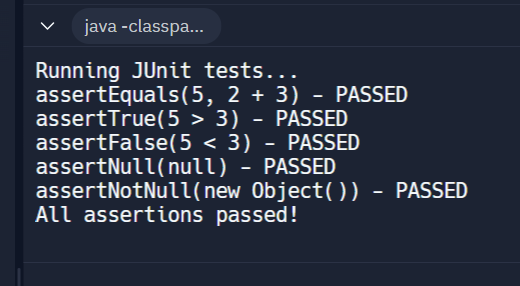 java -classpa...
Running JUnit tests...
assertEquals(5, 2 + 3) - PASSED
assertTrue(5 > 3) - PASSED
assertFalse(5 < 3) - PASSED
assertNull(null) - PASSED
assertNotNull(new Object()) - PASSED
All assertions passed!